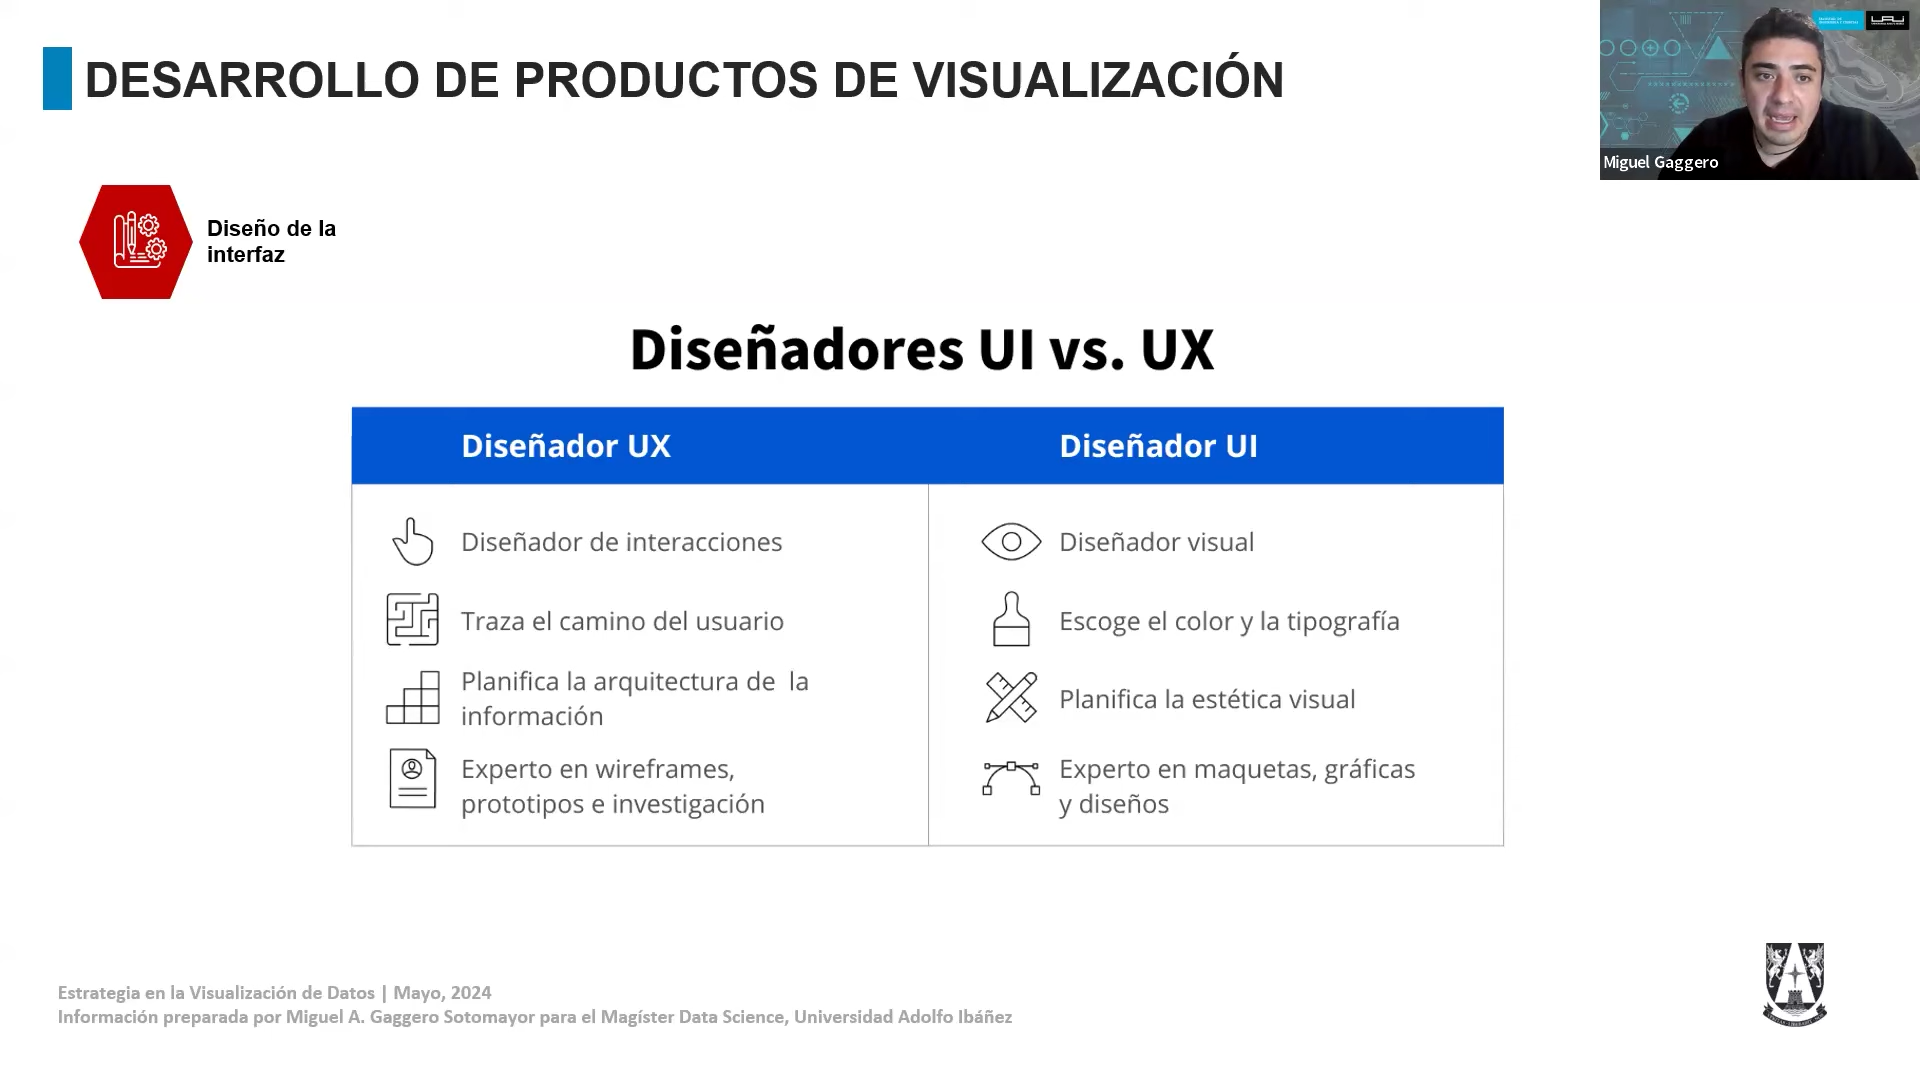 DESARROLLO DE PRODUCTOS DE VISUALIZACIÓN
Miguel Gaggero
Diseño de la
interfaz
Diseñadores UI vs. UX
Diseñador UX
Diseñador UI
Diseñador de interacciones
Diseñador visual
Traza el camino del usuario
Escoge el color y la tipografía
Planifica la arquitectura de  la
información
Planifica la estética visual
Experto en wireframes,
prototipos e investigación
Experto en maquetas, gráficas
y diseños
Estrategia en la Visualización de Datos | Mayo, 2024
Información preparada por Miguel A. Gaggero Sotomayor para el Magíster Data Science, Universidad Adolfo Ibáñez